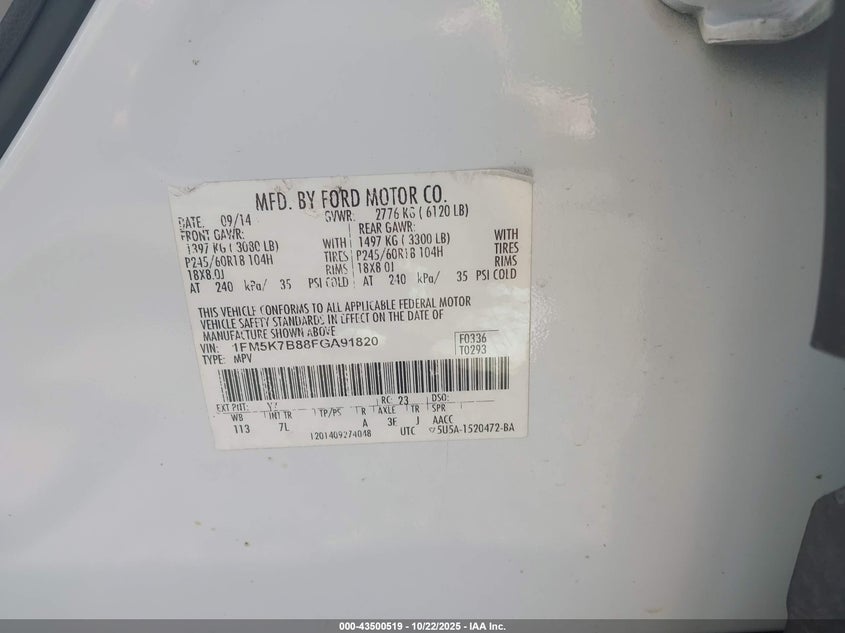 MFD. BY FORD MOTOR CO.
DATE: 09/14 GVWR: 2776 KG ( 6120 LB)
FRONT GAWR: REAR GAWR:
1397 KG ( 3080 LB) WITH 1497 KG ( 3300 LB) WITH
P245/60R18 104H TIRES P245/60R18 104H TIRES
18X8.0J RIMS 18X8.0J RIMS
AT 240 kPa/ 35 PSI COLD AT 240 kPa/ 35 PSI COLD
THIS VEHICLE CONFORMS TO ALL APPLICABLE FEDERAL MOTOR
VEHICLE SAFETY STANDARDS IN EFFECT ON THE DATE OF
MANUFACTURE SHOWN ABOVE
VIN: 1FM5K7B88FGA91820 F0336
TYPE: MPV T0293
EXT PNT: YZ RC: 23 DSO:
WB INT TR TP/PS R AXLE TR SPR
113 7L A 3E J AACC
1201409274048 UTC 5U5A-1520472-BA
000-43500519 - 10/22/2025 - IAA Inc.